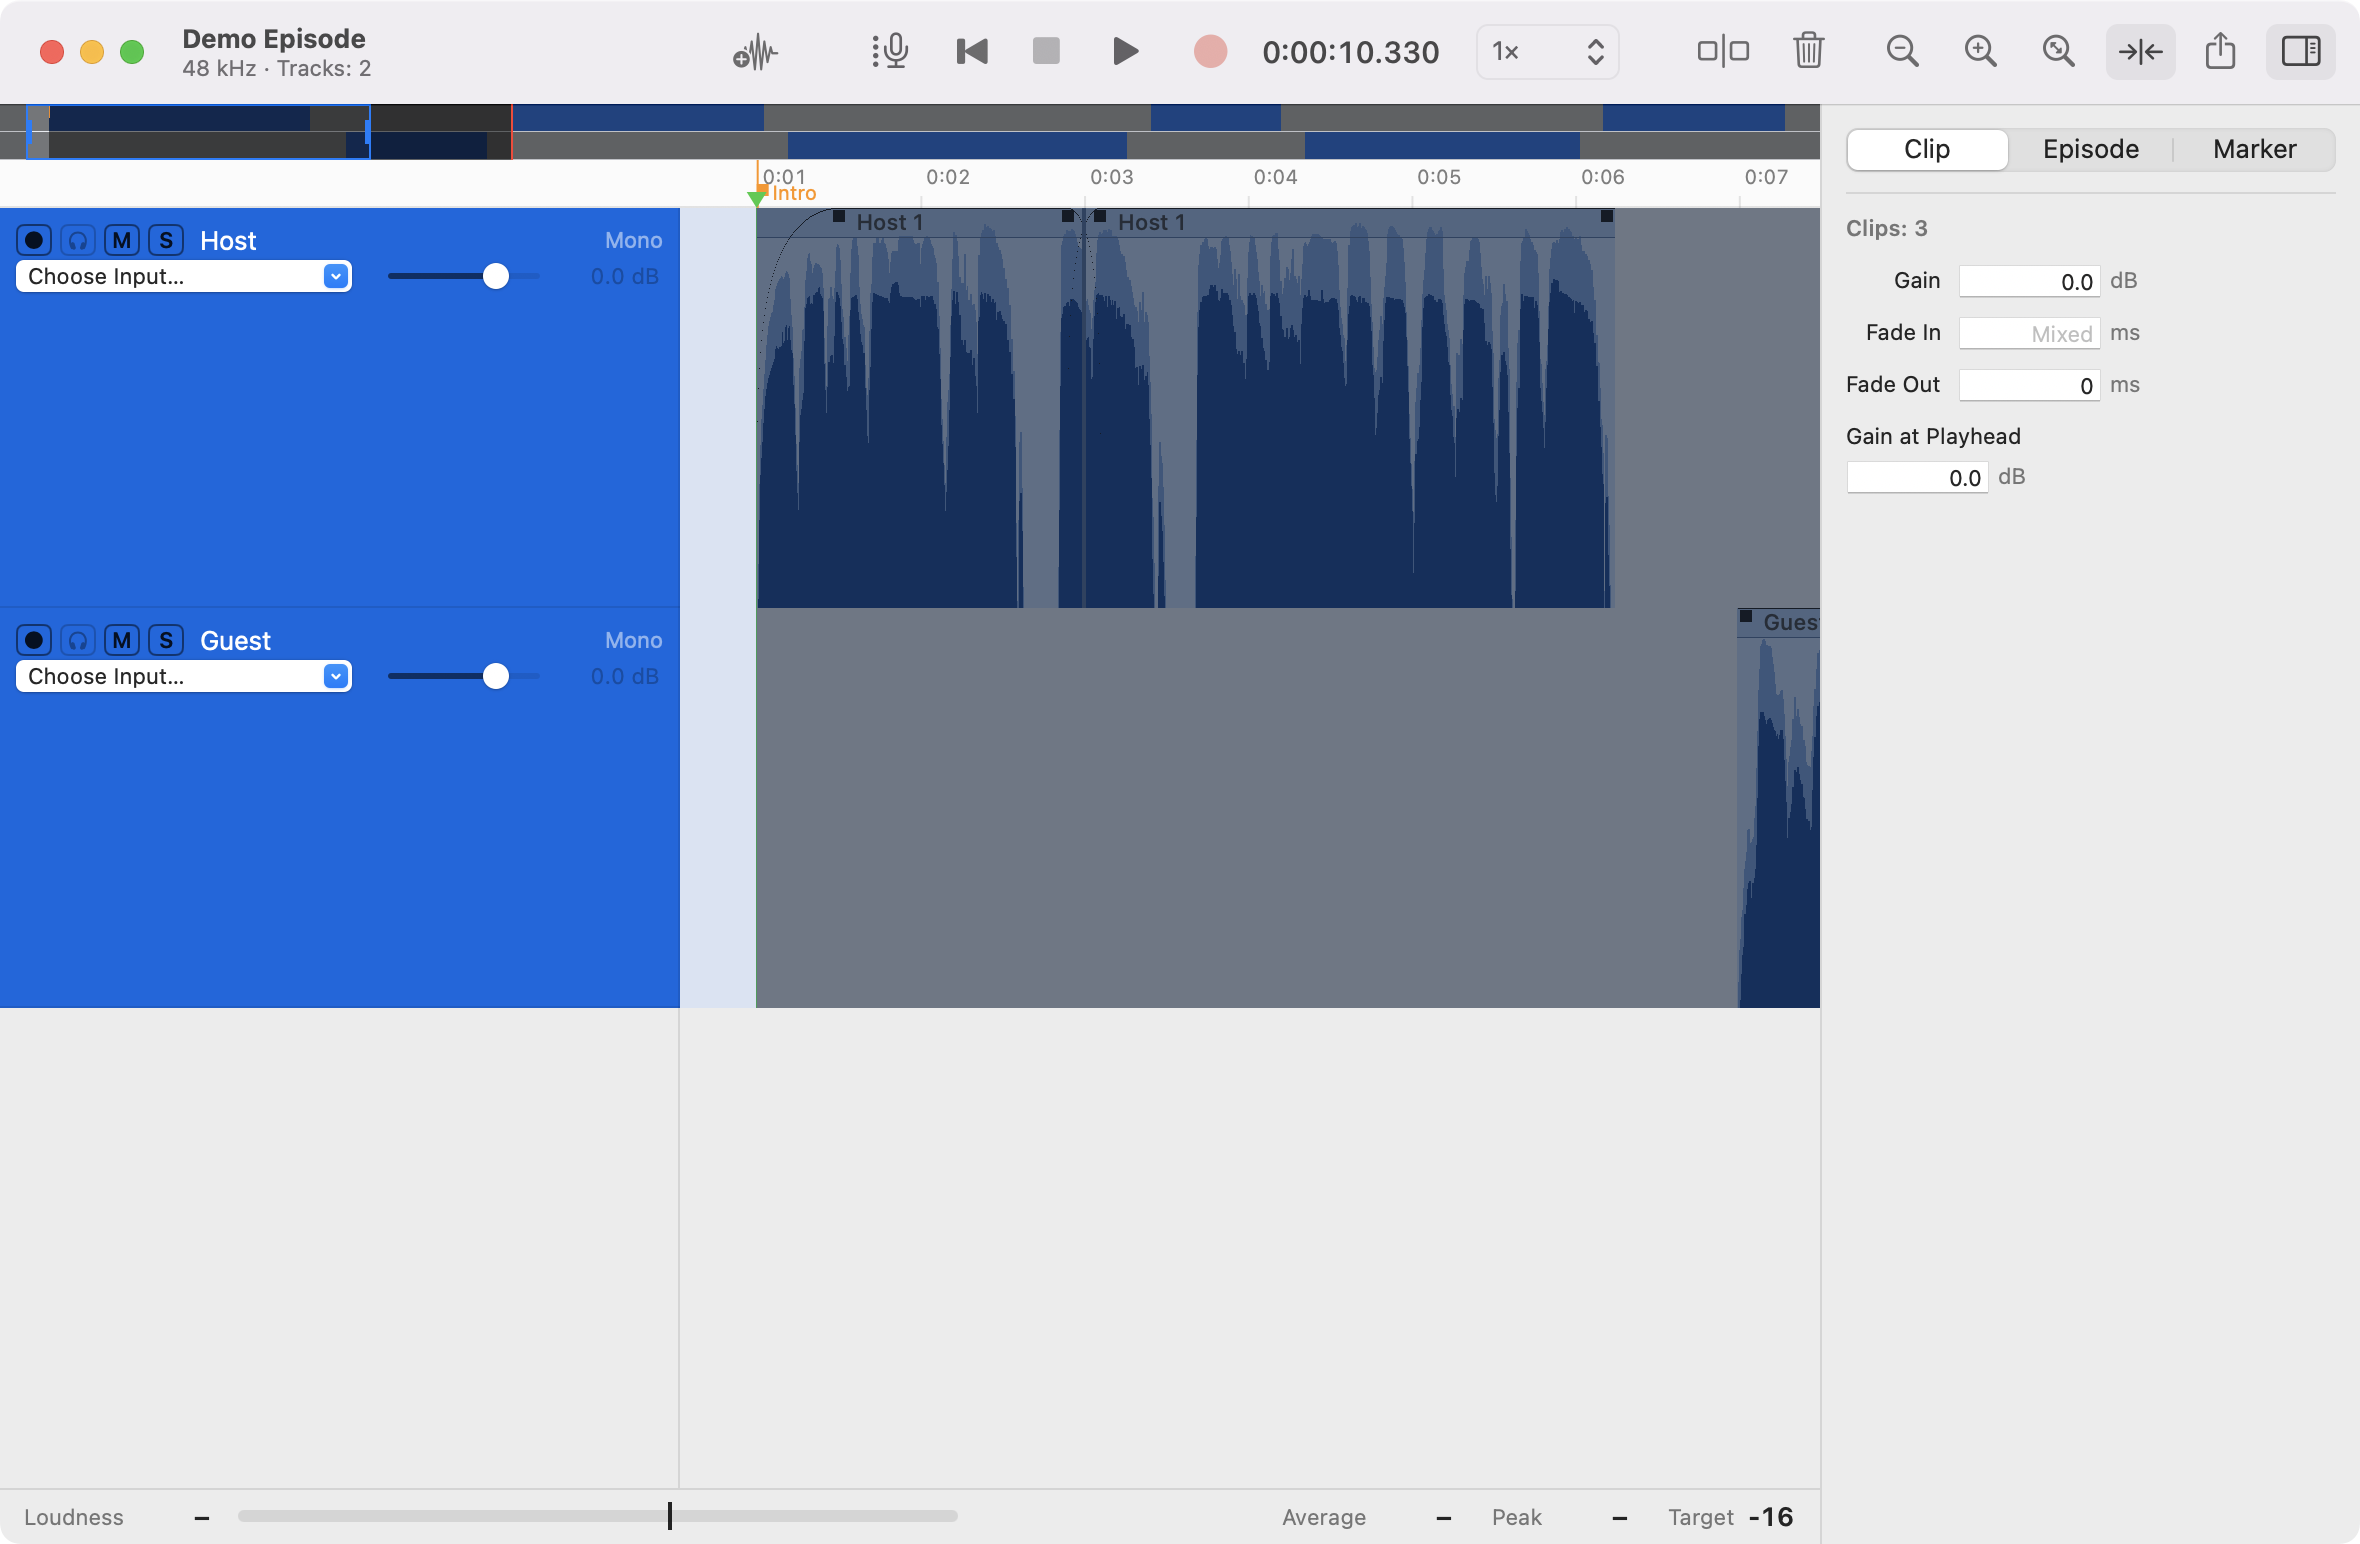 Demo Episode
48 kHz · Tracks: 2
0:00:10.330
1×
0:01
0:02
0:03
0:04
0:05
0:06
0:07
Intro
Clip
Episode
Marker
M
S
Host
Mono
Choose Input...
0.0 dB
Host 1
Host 1
Clips: 3
Gain
0.0
dB
Fade In
Mixed
ms
Fade Out
0
ms
Gain at Playhead
0.0
dB
M
S
Guest
Mono
Choose Input...
0.0 dB
Gues
Loudness
–
Average
–
Peak
–
Target
-16